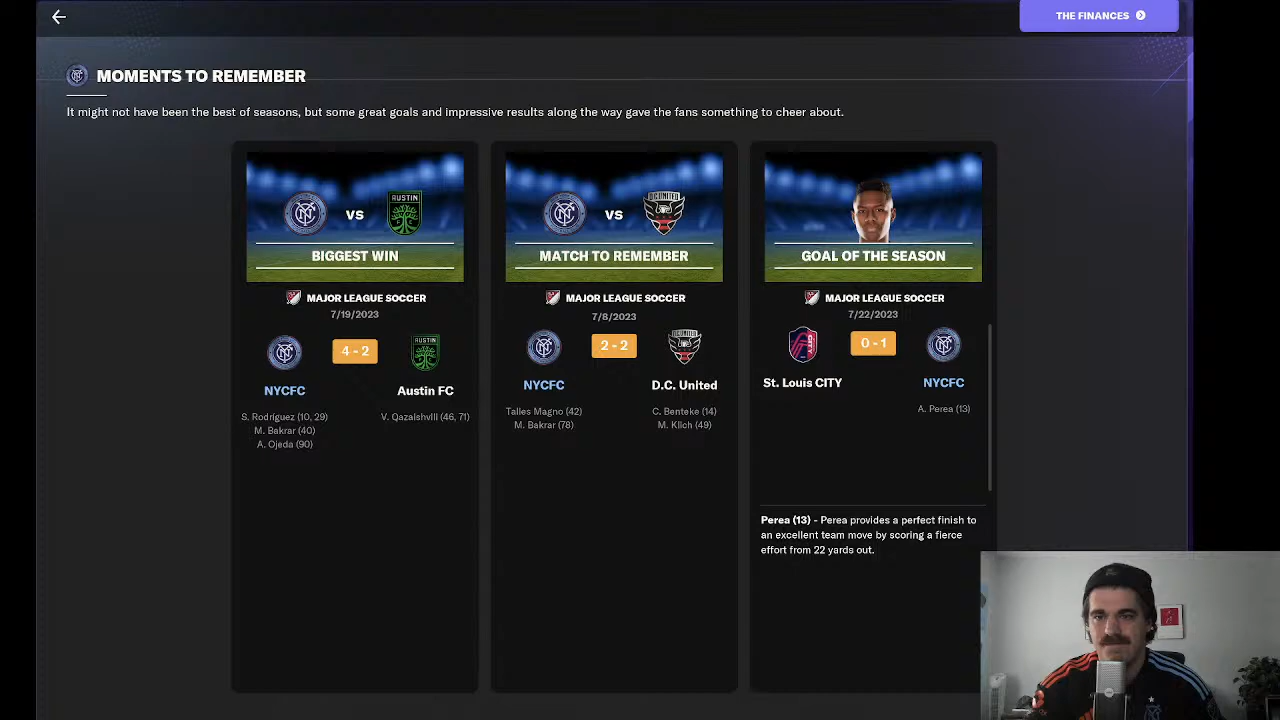 THE FINANCES
MOMENTS TO REMEMBER
It might not have been the best of seasons, but some great goals and impressive results along the way gave the fans something to cheer about.
AUSTIN
VS
BIGGEST WIN
MAJOR LEAGUE SOCCER
7/19/2023
4 - 2
AUSTIN
NYCFC
Austin FC
S. Rodríguez (10, 29)
M. Bakrar (40)
A. Ojeda (90)
V. Qazaishvili (46, 71)
VS
D.C.UNITED
MATCH TO REMEMBER
MAJOR LEAGUE SOCCER
7/8/2023
2 - 2
NYCFC
D.C. United
Talles Magno (42)
M. Bakrar (78)
C. Benteke (14)
M. Klich (49)
GOAL OF THE SEASON
MAJOR LEAGUE SOCCER
7/22/2023
CITY
0 - 1
St. Louis CITY
NYCFC
A. Perea (13)
Perea (13) - Perea provides a perfect finish to
an excellent team move by scoring a fierce
effort from 22 yards out.